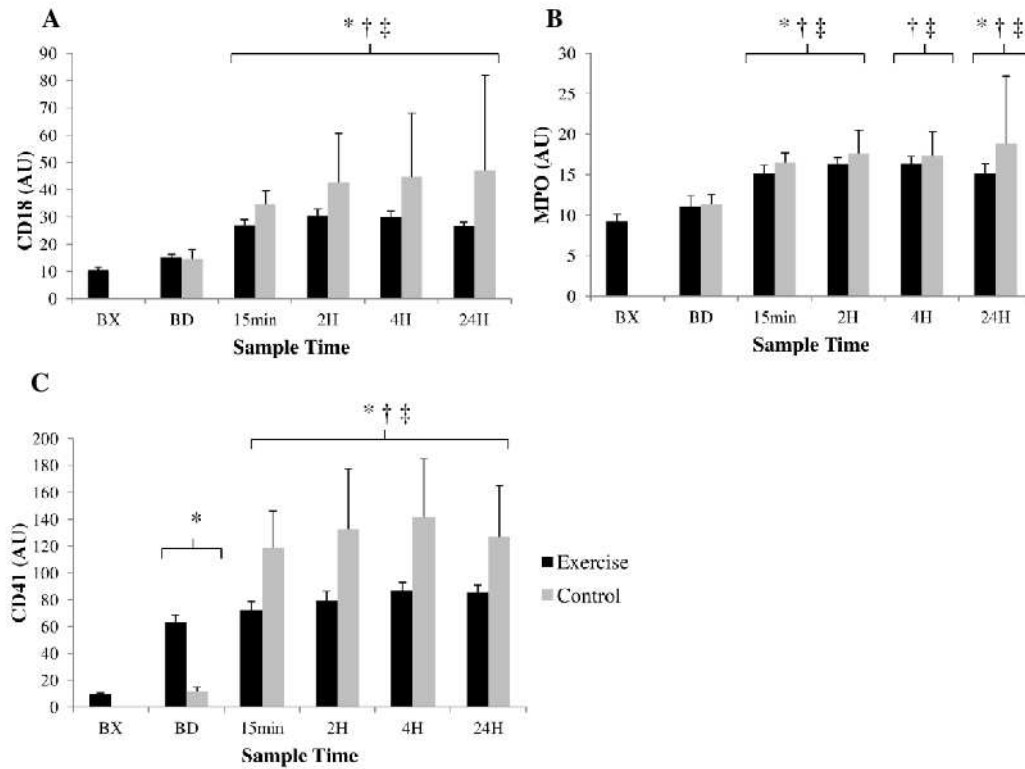 A
* † ‡
90
80
70
60
50
40
30
20
10
0
CD18 (AU)
BX BD 15min 2H 4H 24H
Sample Time
B
* † ‡ † ‡ * † ‡
30
25
20
15
10
5
0
MPO (AU)
BX BD 15min 2H 4H 24H
Sample Time
C
* † ‡
*
200
180
160
140
120
100
80
60
40
20
0
CD41 (AU)
BX BD 15min 2H 4H 24H
Sample Time
Exercise
Control